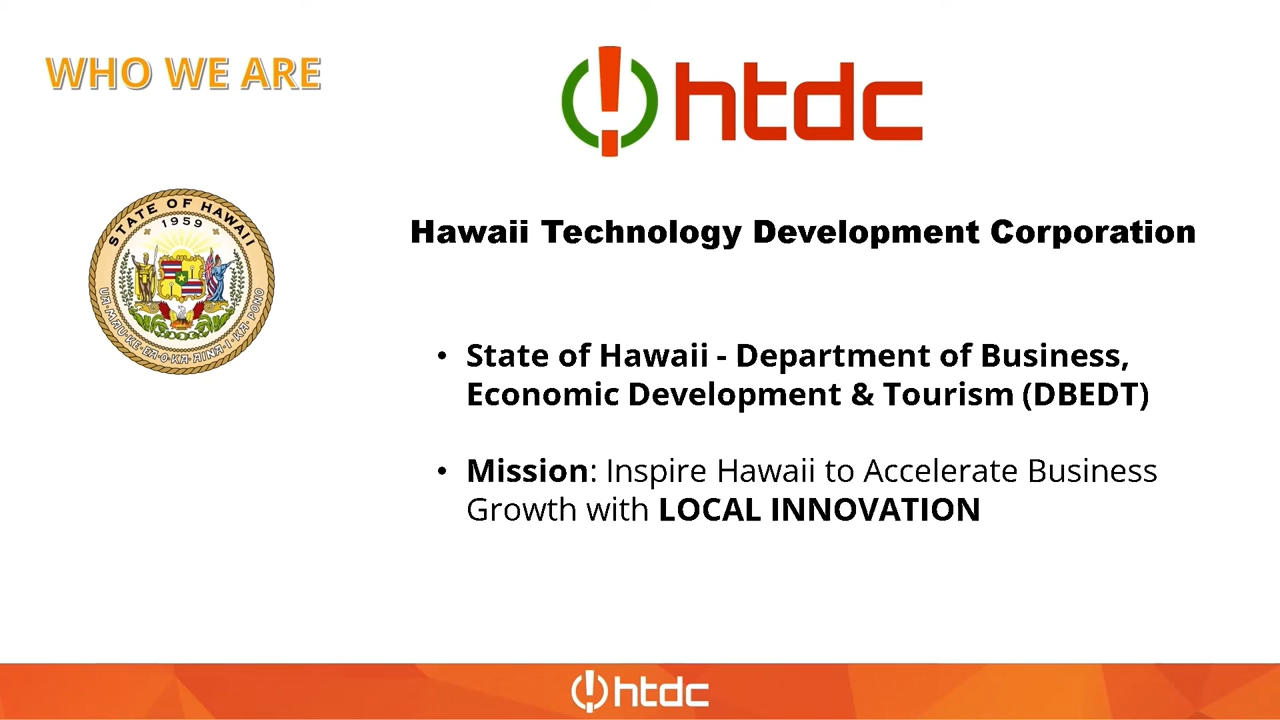 WHO WE ARE
htdc
STATE OF HAWAII
1959
UA·MAU·KE·EA·O·KA·AINA·I·KA·PONO
Hawaii Technology Development Corporation
• State of Hawaii - Department of Business,
Economic Development & Tourism (DBEDT)
• Mission: Inspire Hawaii to Accelerate Business
Growth with LOCAL INNOVATION
htdc